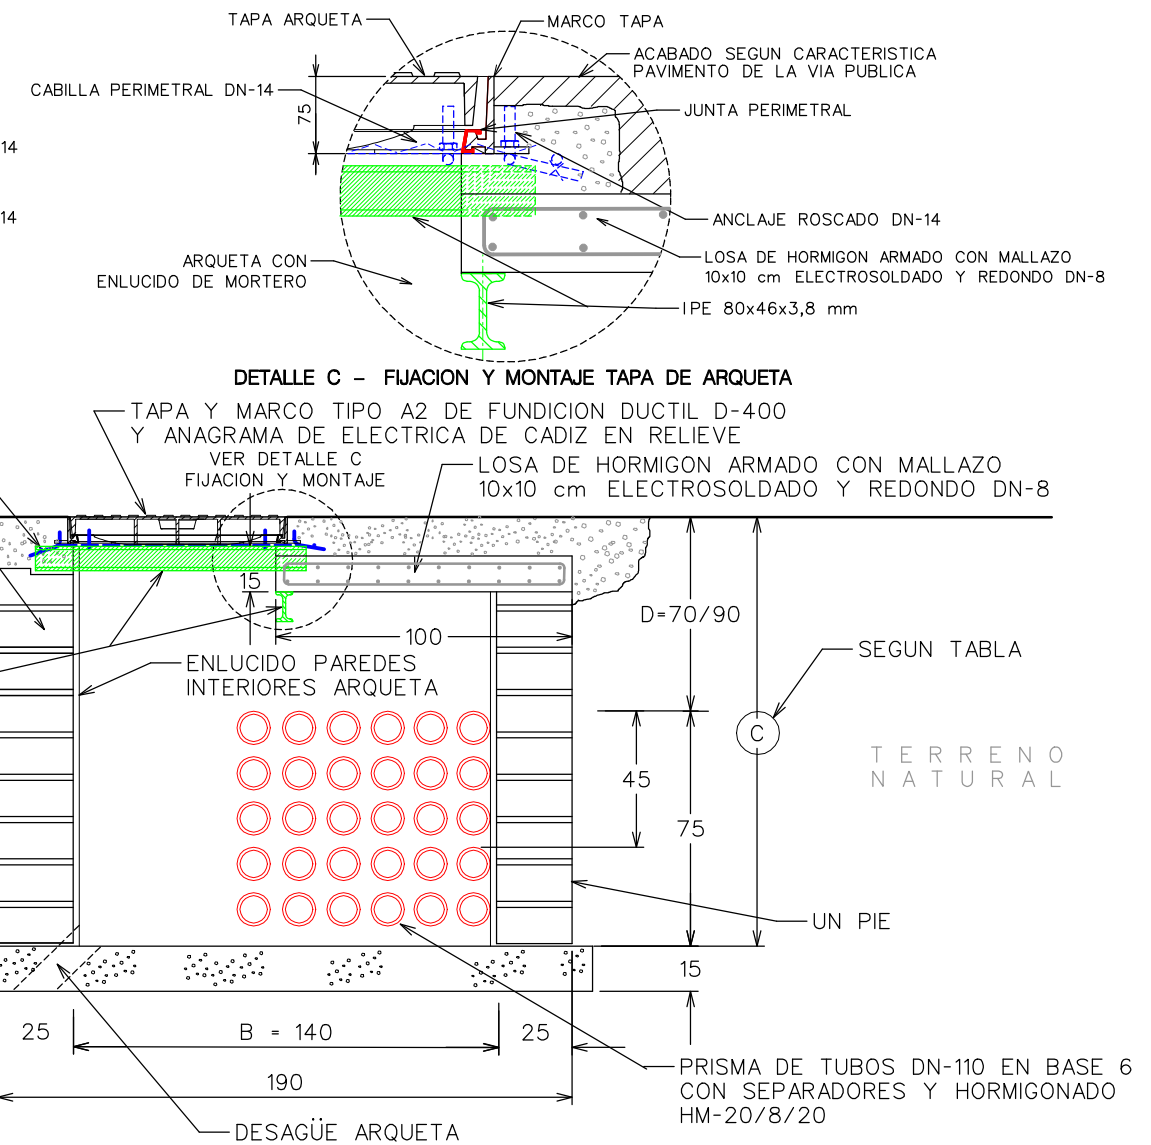 TAPA ARQUETA
MARCO TAPA
ACABADO SEGUN CARACTERISTICA
PAVIMENTO DE LA VIA PUBLICA
CABILLA PERIMETRAL DN-14
75
JUNTA PERIMETRAL
14
14
ANCLAJE ROSCADO DN-14
ARQUETA CON
ENLUCIDO DE MORTERO
LOSA DE HORMIGON ARMADO CON MALLAZO
10x10 cm ELECTROSOLDADO Y REDONDO DN-8
IPE 80x46x3,8 mm
DETALLE C - FIJACION Y MONTAJE TAPA DE ARQUETA
TAPA Y MARCO TIPO A2 DE FUNDICION DUCTIL D-400
Y ANAGRAMA DE ELECTRICA DE CADIZ EN RELIEVE
VER DETALLE C
FIJACION Y MONTAJE
LOSA DE HORMIGON ARMADO CON MALLAZO
10x10 cm ELECTROSOLDADO Y REDONDO DN-8
15
D=70/90
100
SEGUN TABLA
ENLUCIDO PAREDES
INTERIORES ARQUETA
C
TERRENO
NATURAL
45
75
UN PIE
15
25
B = 140
25
190
PRISMA DE TUBOS DN-110 EN BASE 6
CON SEPARADORES Y HORMIGONADO
HM-20/8/20
DESAGÜE ARQUETA